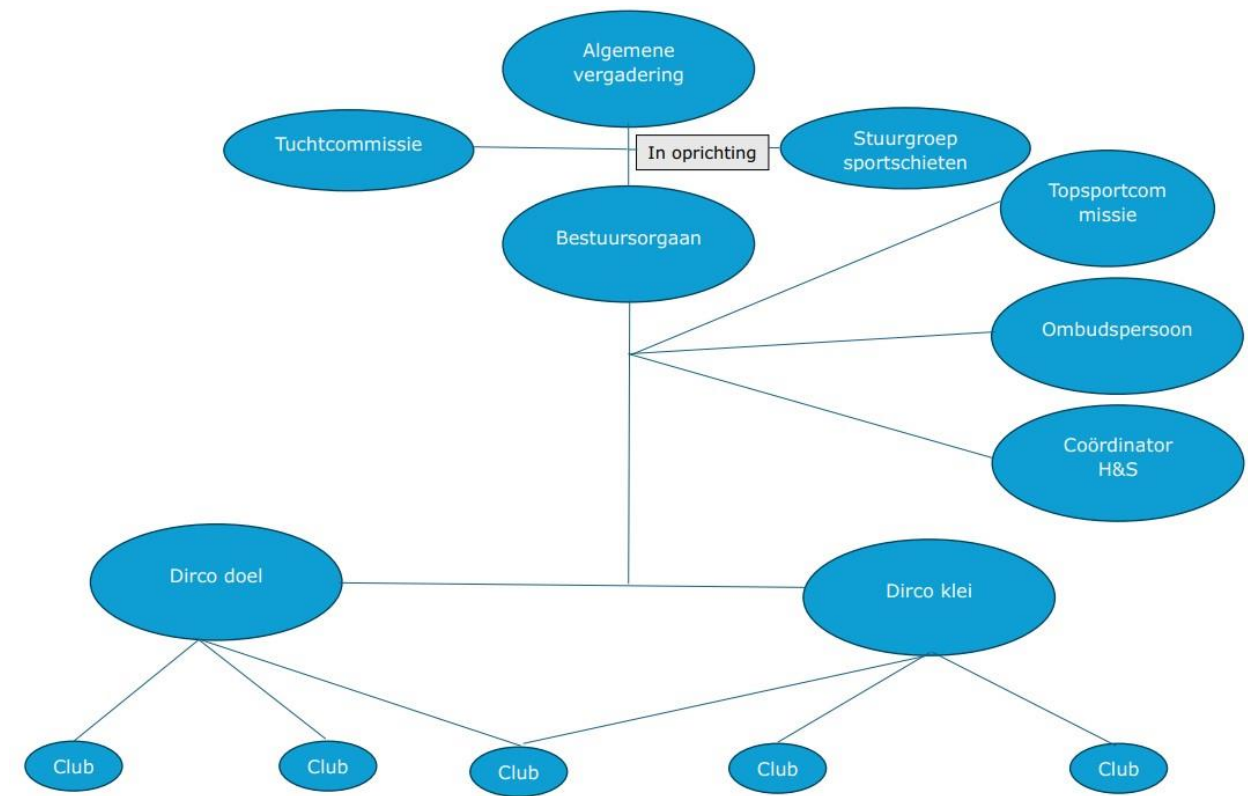 Algemene
vergadering
Tuchtcommissie
In oprichting
Stuurgroep
sportschieten
Topsportcom
missie
Bestuursorgaan
Ombudspersoon
Coördinator
H&S
Dirco doel
Dirco klei
Club
Club
Club
Club
Club